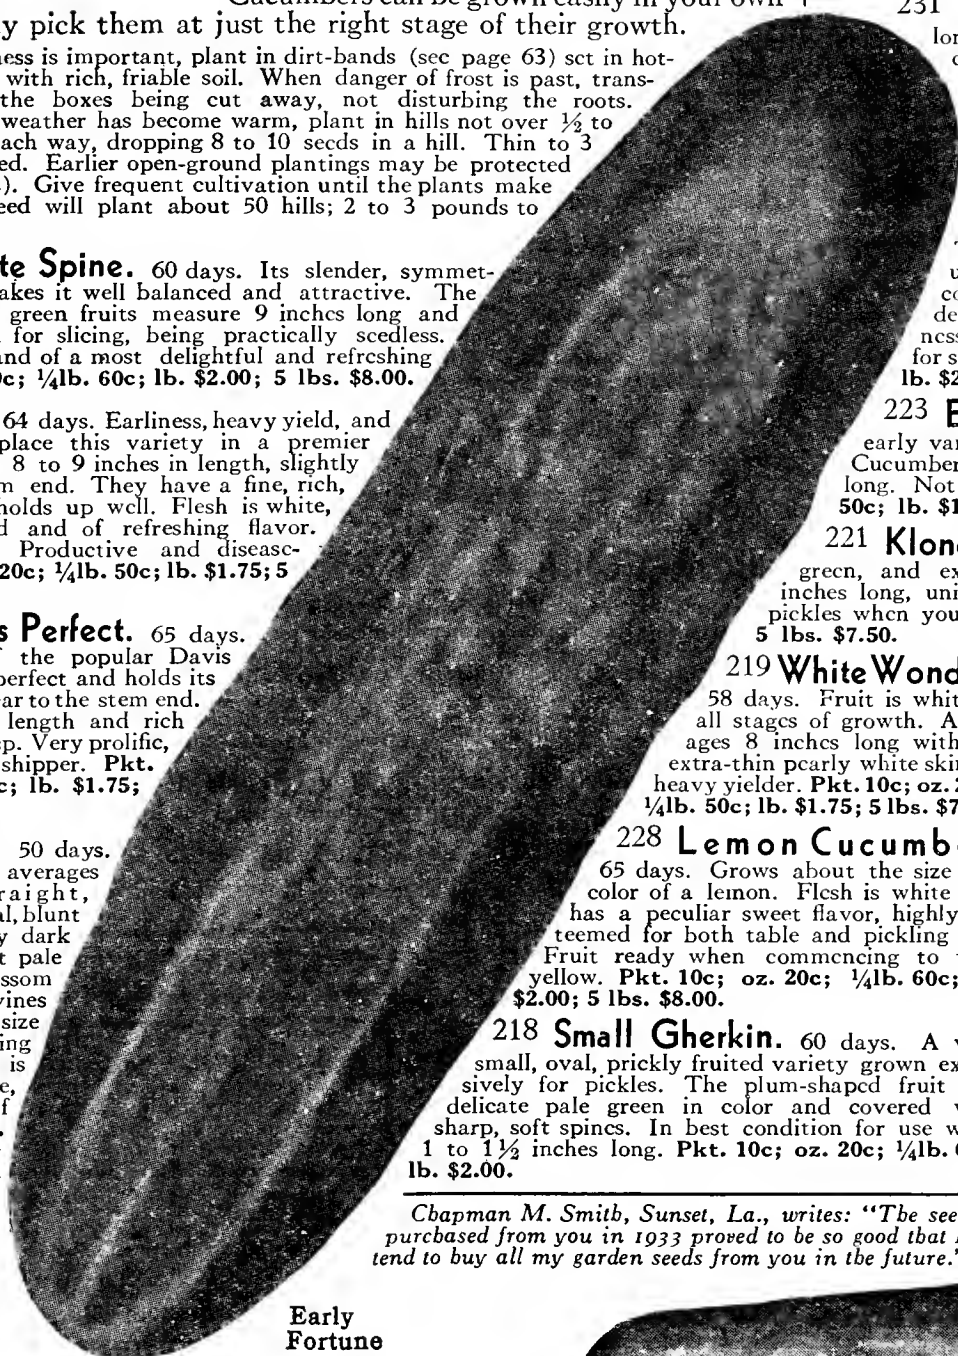 Cucumbers can be grown easily in your own
y pick them at just the right stage of their growth.
ness is important, plant in dirt-bands (see page 63) set in hot-
with rich, friable soil. When danger of frost is past, trans-
the boxes being cut away, not disturbing the roots.
weather has become warm, plant in hills not over ½ to
ach way, dropping 8 to 10 seeds in a hill. Thin to 3
ed. Earlier open-ground plantings may be protected
). Give frequent cultivation until the plants make
eed will plant about 50 hills; 2 to 3 pounds to
te Spine. 60 days. Its slender, symmet-
akes it well balanced and attractive. The
green fruits measure 9 inches long and
for slicing, being practically seedless.
and of a most delightful and refreshing
c; ¼lb. 60c; lb. $2.00; 5 lbs. $8.00.
64 days. Earliness, heavy yield, and
place this variety in a premier
8 to 9 inches in length, slightly
m end. They have a fine, rich,
holds up well. Flesh is white,
d and of refreshing flavor.
Productive and disease-
20c; ¼lb. 50c; lb. $1.75; 5
s Perfect. 65 days.
the popular Davis
perfect and holds its
ar to the stem end.
length and rich
p. Very prolific,
shipper. Pkt.
c; lb. $1.75;
50 days.
averages
raight,
al, blunt
y dark
t pale
ssom
vines
size
ing
is
e,
f
Early
Fortune
231
lor
c
u
co
de
ness
for s
lb. $2
223 E
early var
Cucumber
long. Not
50c; lb. $1
221 Klon
green, and ex
inches long, uni
pickles when you
5 lbs. $7.50.
219 White Wond
58 days. Fruit is whit
all stages of growth. A
ages 8 inches long with
extra-thin pearly white skin
heavy yielder. Pkt. 10c; oz. 2
¼lb. 50c; lb. $1.75; 5 lbs. $7
228 Lemon Cucumb
65 days. Grows about the size
color of a lemon. Flesh is white
has a peculiar sweet flavor, highly
teemed for both table and pickling
Fruit ready when commencing to
yellow. Pkt. 10c; oz. 20c; ¼lb. 60c;
$2.00; 5 lbs. $8.00.
218 Small Gherkin. 60 days. A v
small, oval, prickly fruited variety grown ex
sively for pickles. The plum-shaped fruit
delicate pale green in color and covered v
sharp, soft spines. In best condition for use w
1 to 1½ inches long. Pkt. 10c; oz. 20c; ¼lb. 6
lb. $2.00.
Chapman M. Smith, Sunset, La., writes: "The see
purchased from you in 1933 proved to be so good that I
tend to buy all my garden seeds from you in the future."